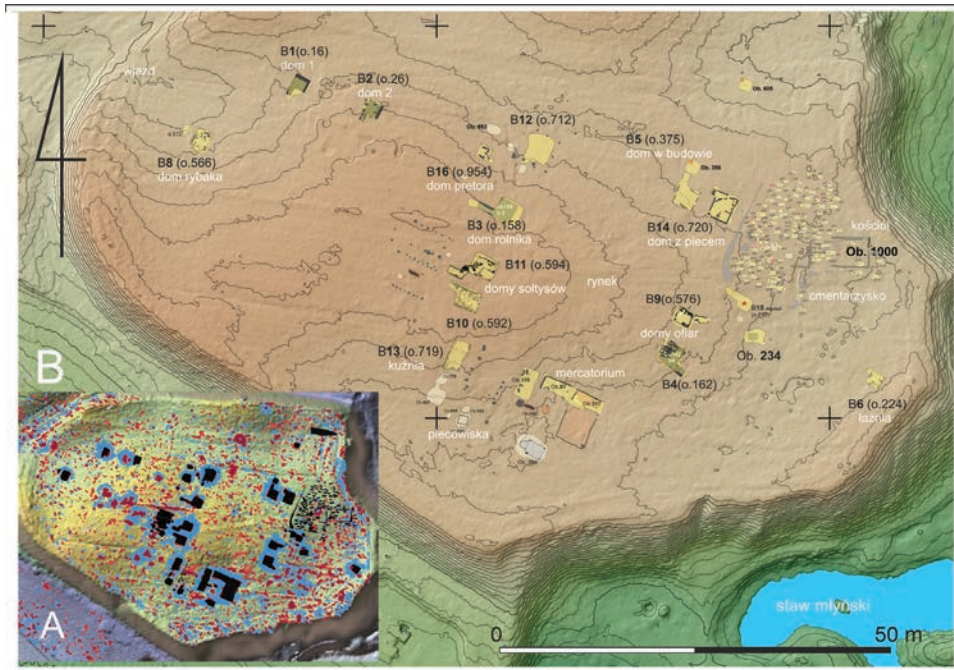 B1(o.16)
dom 1
wjazd
B2 (o.26)
dom 2
Ob. 608
B12 (o.712)
B5 (o.375)
dom w budowie
B8 (o.566)
dom rybaka
B16 (o.954)
dom pretora
B3 (o.158)
dom rolnika
B14 (o.720)
dom z piecem
kościół
Ob. 1000
B11 (o.594)
domy sołtysów
rynek
cmentarzysko
B9(o.576)
domy ofiar
B10 (o.592)
B15
Ob. 234
B13 (o.719)
kuźnia
mercatorium
B4(o.162)
B6 (o.224)
łaźnia
piecowiska
B
A
staw młyński
0
50 m